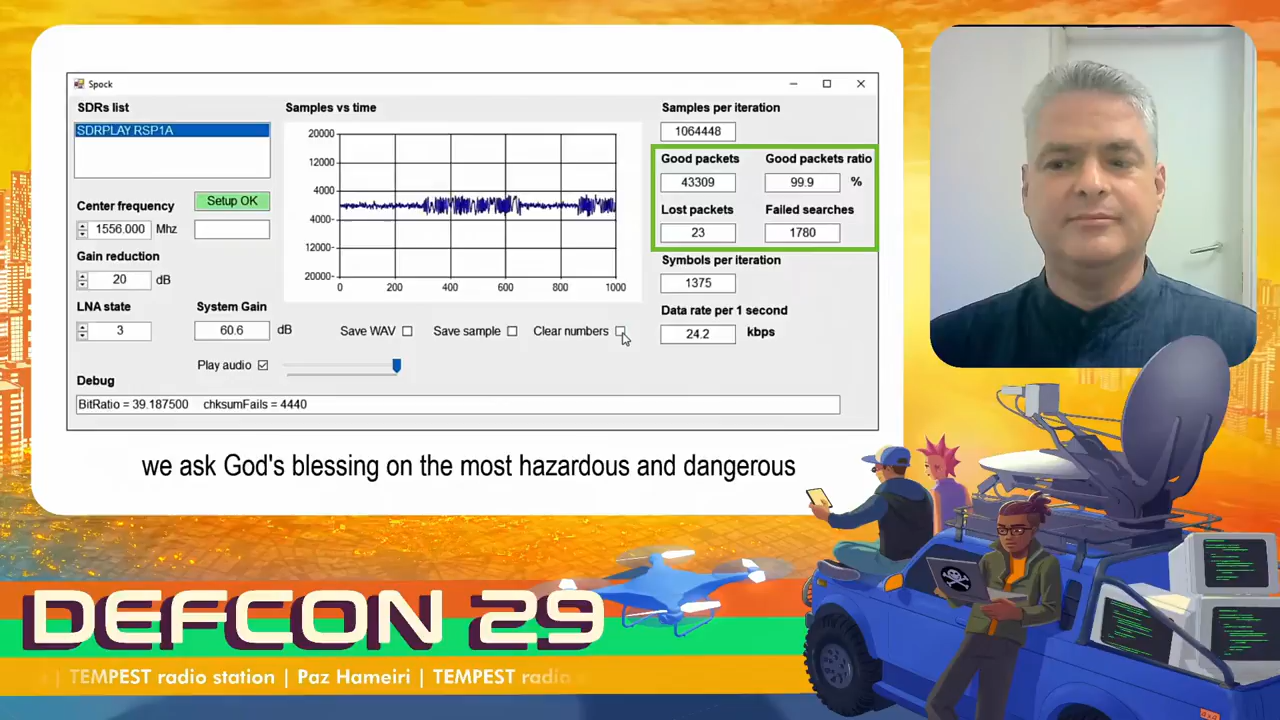 Spock
SDRs list
SDRPLAY RSP1A
Center frequency
1556.000 Mhz
Setup OK
Gain reduction
20 dB
LNA state
3
System Gain
60.6 dB
Samples vs time
20000
12000
4000
4000
12000
20000
0 200 400 600 800 1000
Save WAV
Save sample
Clear numbers
Play audio
Samples per iteration
1064448
Good packets Good packets ratio
43309 99.9 %
Lost packets Failed searches
23 1780
Symbols per iteration
1375
Data rate per 1 second
24.2 kbps
Debug
BitRatio = 39.187500 chksumFails = 4440
we ask God's blessing on the most hazardous and dangerous
DEFCON 29
| TEMPEST radio station | Paz Hameiri | TEMPEST radio